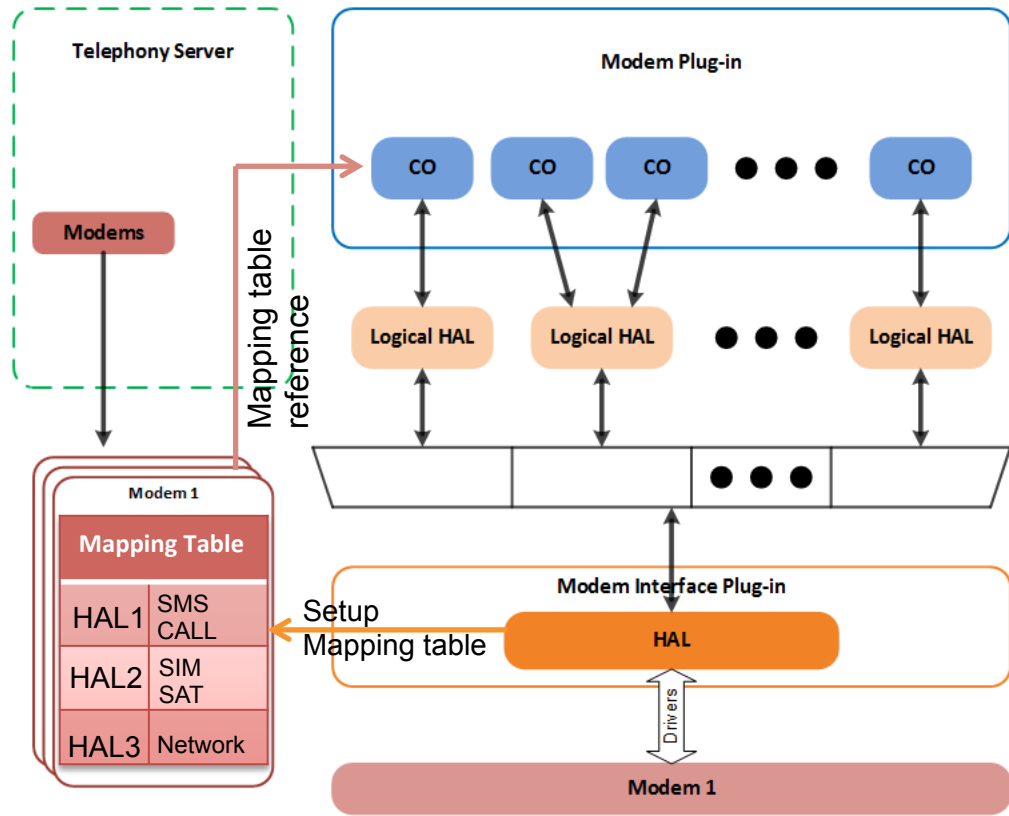 Telephony Server
Modem Plug-in
CO
CO
CO
CO
Modems
Mapping table
reference
Logical HAL
Logical HAL
Logical HAL
Modem 1
Mapping Table
HAL1
SMS
CALL
HAL2
SIM
SAT
HAL3
Network
Setup
Mapping table
Modem Interface Plug-in
HAL
Drivers
Modem 1